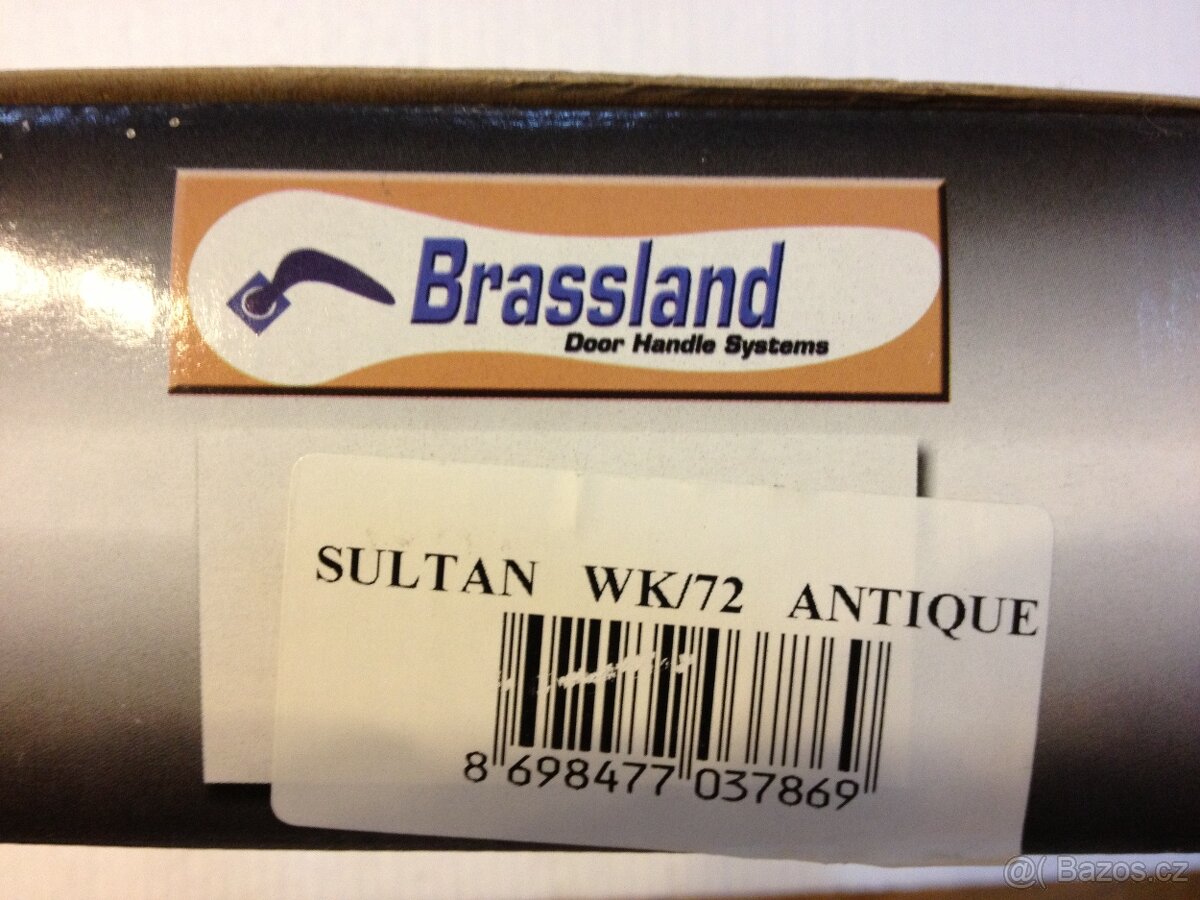 Brassland
Door Handle Systems
SULTAN WK/72 ANTIQUE
8 698477 037869
@( Bazos.cz